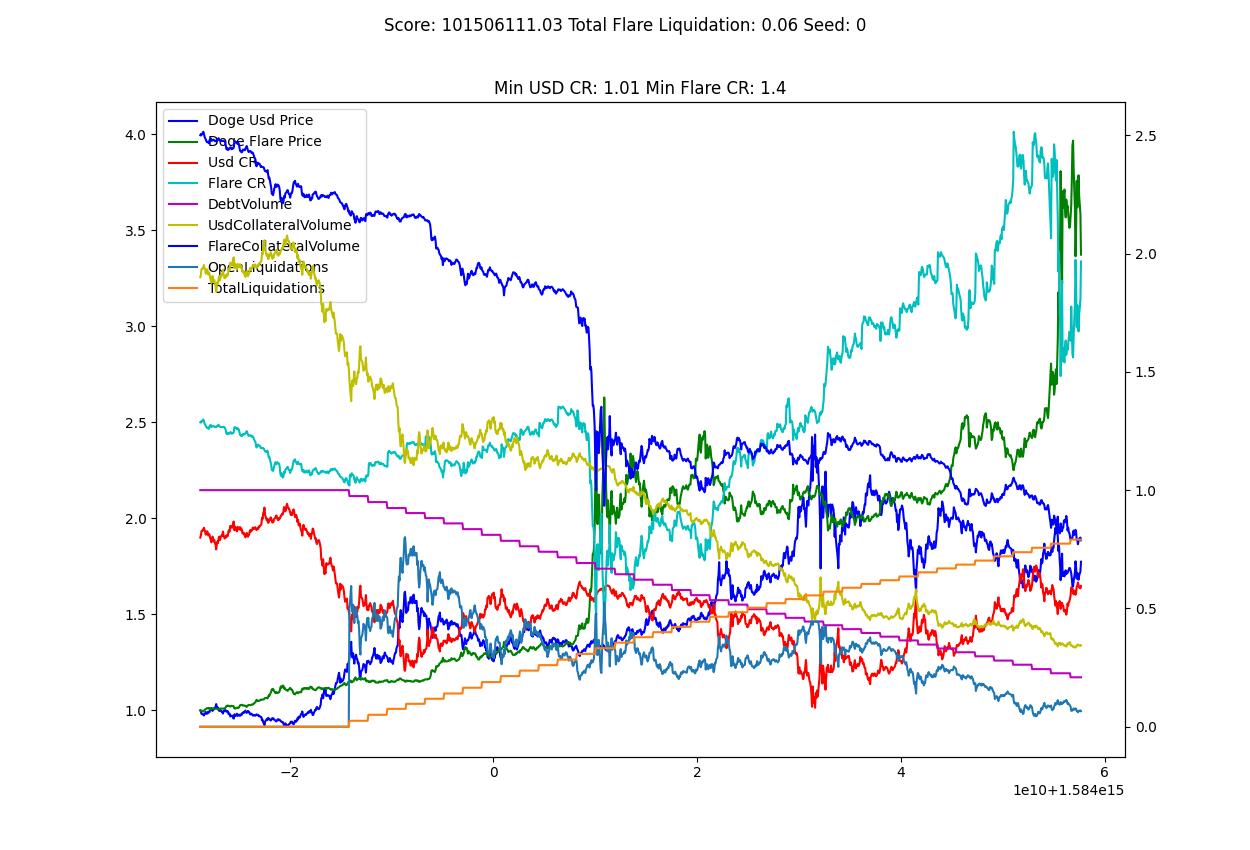 Score: 101506111.03 Total Flare Liquidation: 0.06 Seed: 0
Min USD CR: 1.01 Min Flare CR: 1.4
Doge Usd Price
Doge Flare Price
Usd CR
Flare CR
DebtVolume
UsdCollateralVolume
FlareCollateralVolume
OpenLiquidations
TotalLiquidations
4.0
3.5
3.0
2.5
2.0
1.5
1.0
2.5
2.0
1.5
1.0
0.5
0.0
−2
0
2
4
6
1e10+1.584e15